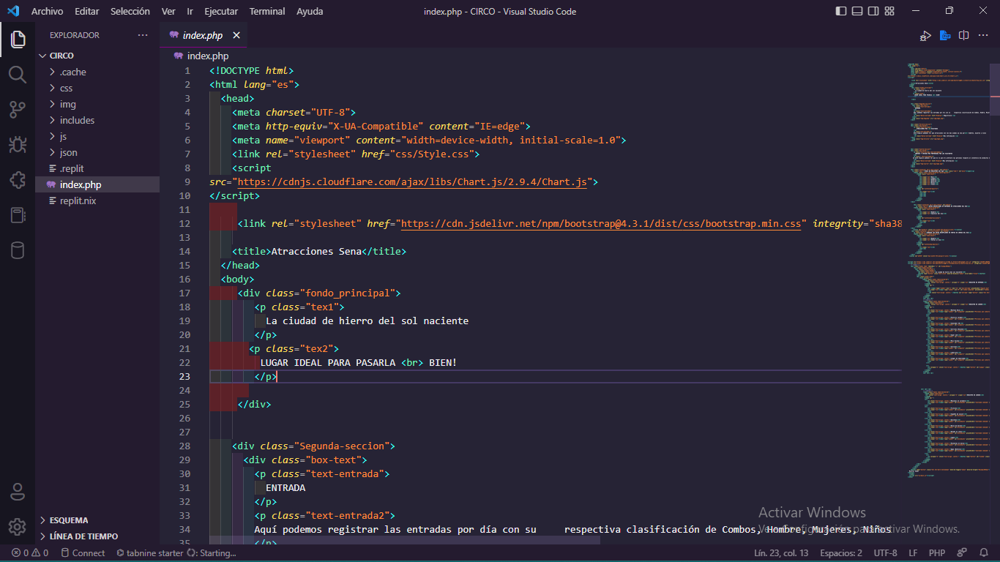 Archivo Editar Selección Ver Ir Ejecutar Terminal Ayuda index.php - CIRCO - Visual Studio Code
EXPLORADOR
CIRCO
.cache
css
img
includes
js
json
.replit
index.php
replit.nix
ESQUEMA
LÍNEA DE TIEMPO
index.php
index.php
1 <!DOCTYPE html>
2 <html lang="es">
3 <head>
4 <meta charset="UTF-8">
5 <meta http-equiv="X-UA-Compatible" content="IE=edge">
6 <meta name="viewport" content="width=device-width, initial-scale=1.0">
7 <link rel="stylesheet" href="css/Style.css">
8 <script
9 src="https://cdnjs.cloudflare.com/ajax/libs/Chart.js/2.9.4/Chart.js">
10 </script>
11
12 <link rel="stylesheet" href="https://cdn.jsdelivr.net/npm/bootstrap@4.3.1/dist/css/bootstrap.min.css" integrity="sha38
13
14 <title>Atracciones Sena</title>
15 </head>
16 <body>
17 <div class="fondo_principal">
18 <p class="tex1">
19 La ciudad de hierro del sol naciente
20 </p>
21 <p class="tex2">
22 LUGAR IDEAL PARA PASARLA <br> BIEN!
23 </p>
24
25 </div>
26
27
28 <div class="Segunda-seccion">
29 <div class="box-text">
30 <p class="text-entrada">
31 ENTRADA
32 </p>
33 <p class="text-entrada2">
34 Aquí podemos registrar las entradas por día con su respectiva clasificación de Combos, Hombre, Mujeres, Niños
35 </p>
Activar Windows
Ve a Configuración para activar Windows.
0 0 Connect tabnine starter : Starting... Lín. 23, col. 13 Espacios: 2 UTF-8 LF PHP